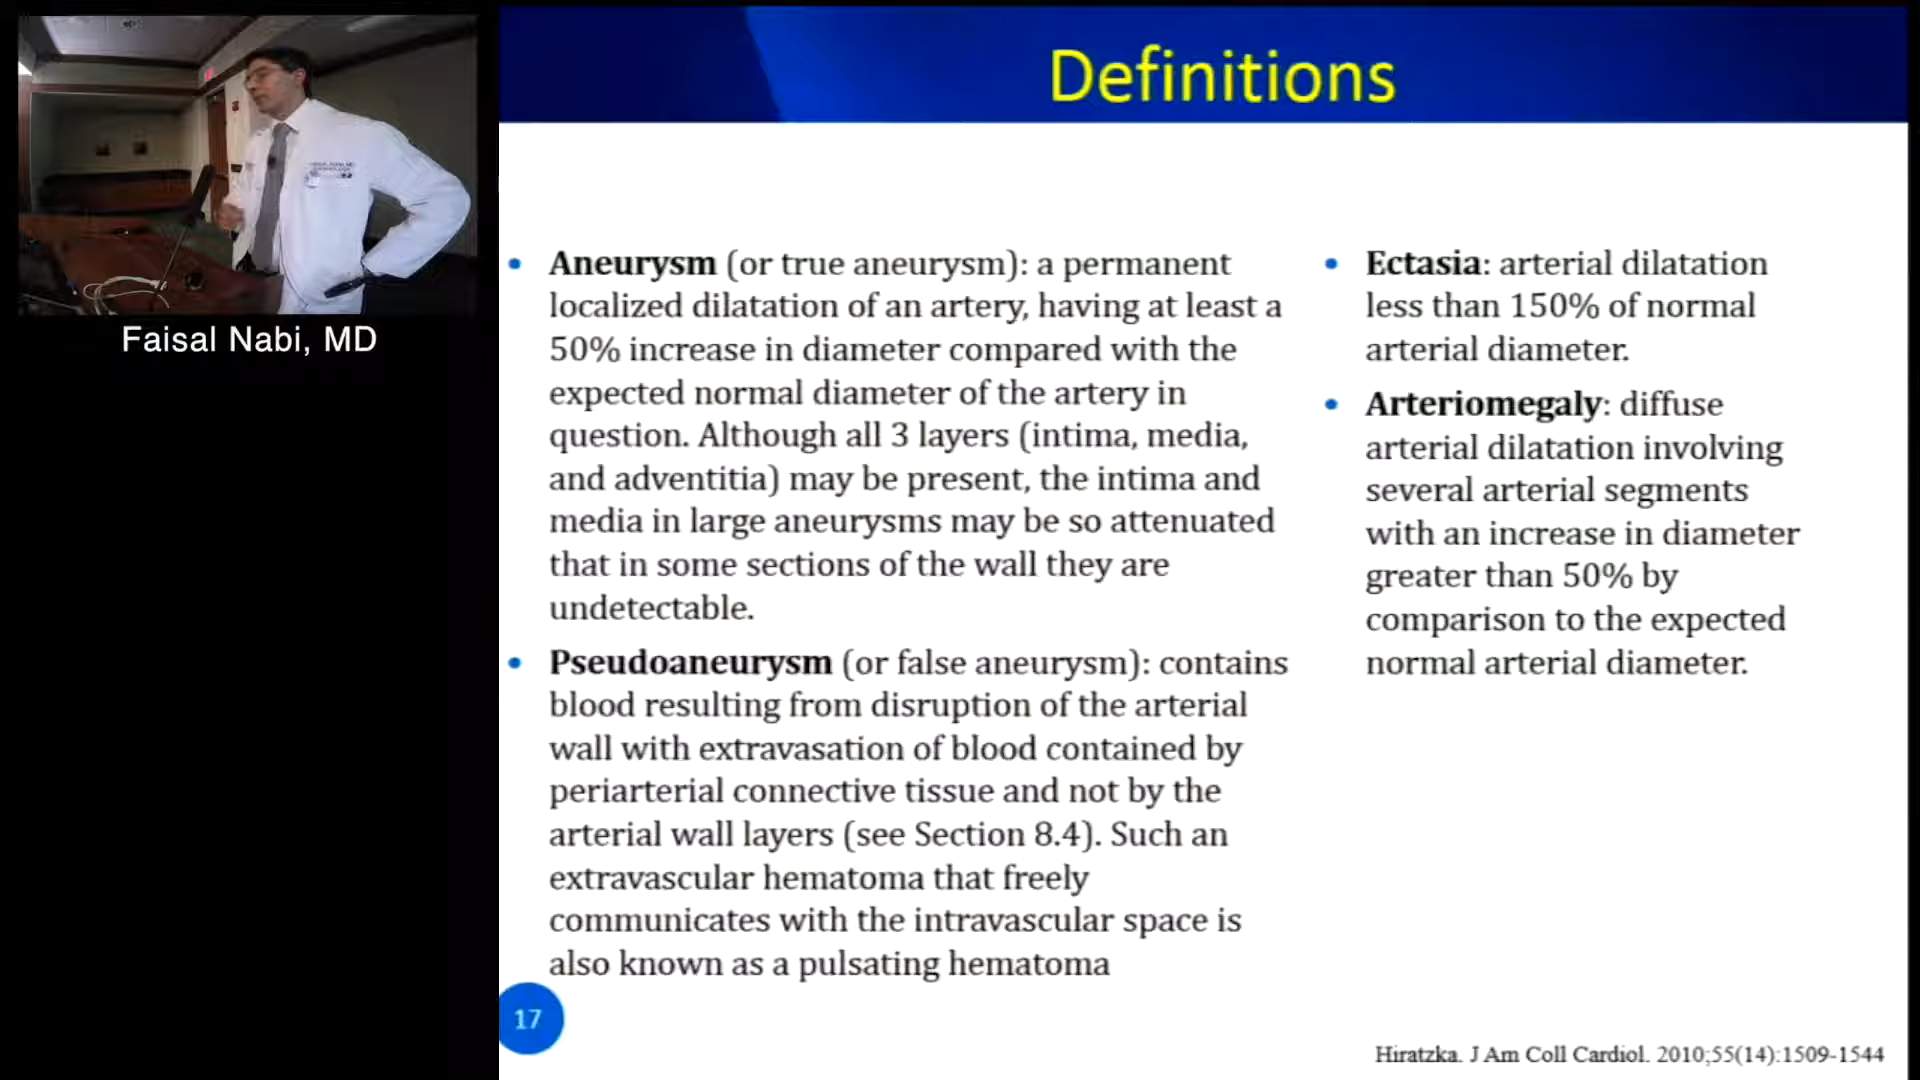 Faisal Nabi, MD
Definitions
• Aneurysm (or true aneurysm): a permanent
localized dilatation of an artery, having at least a
50% increase in diameter compared with the
expected normal diameter of the artery in
question. Although all 3 layers (intima, media,
and adventitia) may be present, the intima and
media in large aneurysms may be so attenuated
that in some sections of the wall they are
undetectable.
• Pseudoaneurysm (or false aneurysm): contains
blood resulting from disruption of the arterial
wall with extravasation of blood contained by
periarterial connective tissue and not by the
arterial wall layers (see Section 8.4). Such an
extravascular hematoma that freely
communicates with the intravascular space is
also known as a pulsating hematoma
• Ectasia: arterial dilatation
less than 150% of normal
arterial diameter.
• Arteriomegaly: diffuse
arterial dilatation involving
several arterial segments
with an increase in diameter
greater than 50% by
comparison to the expected
normal arterial diameter.
17
Hiratzka. J Am Coll Cardiol. 2010;55(14):1509-1544